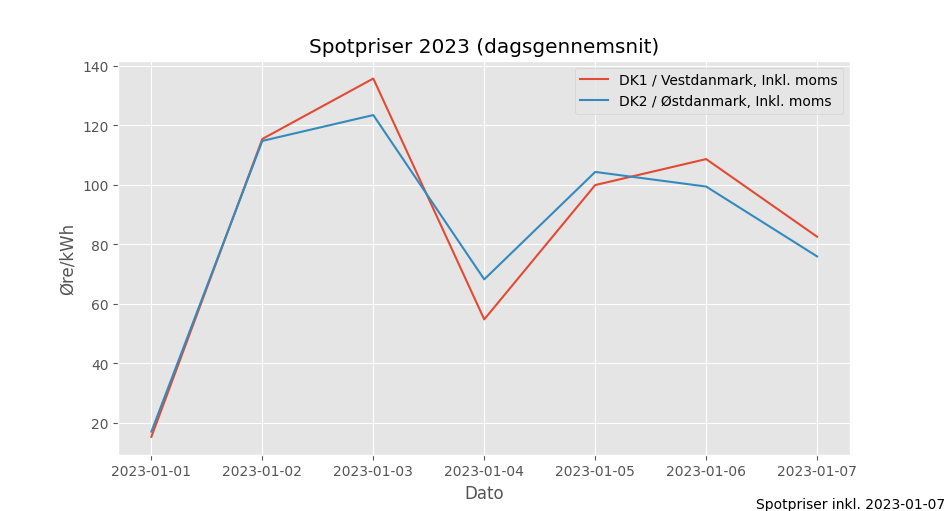 Spotpriser 2023 (dagsgennemsnit)
DK1 / Vestdanmark, Inkl. moms
DK2 / Østdanmark, Inkl. moms
Øre/kWh
140
120
100
80
60
40
20
2023-01-01 2023-01-02 2023-01-03 2023-01-04 2023-01-05 2023-01-06 2023-01-07
Dato
Spotpriser inkl. 2023-01-07